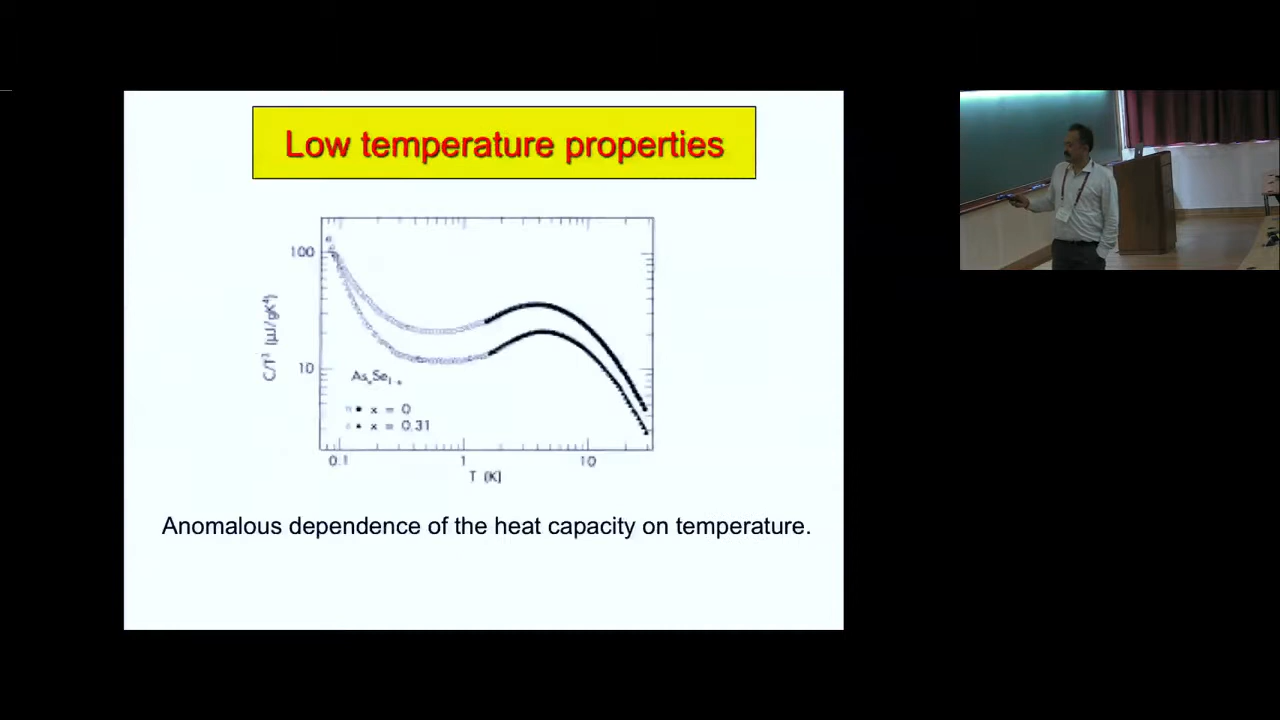 Low temperature properties
100
10
C/T³ (µJ/gK⁴)
AsₓSe₁₋ₓ
x = 0
x = 0.31
0.1
1
10
T (K)
Anomalous dependence of the heat capacity on temperature.